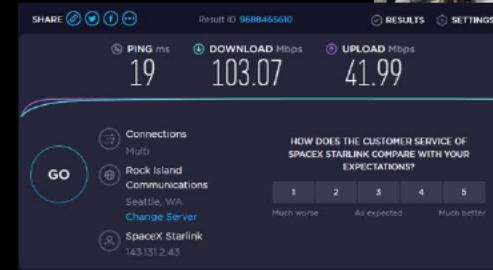 SHARE
Result ID 9688465610
RESULTS
SETTINGS
PING ms
19
DOWNLOAD Mbps
103.07
UPLOAD Mbps
41.99
GO
Connections
Multi
Rock Island
Communications
Seattle, WA
Change Server
SpaceX Starlink
143.131.2.43
HOW DOES THE CUSTOMER SERVICE OF
SPACEX STARLINK COMPARE WITH YOUR
EXPECTATIONS?
1 2 3 4 5
Much worse As expected Much better